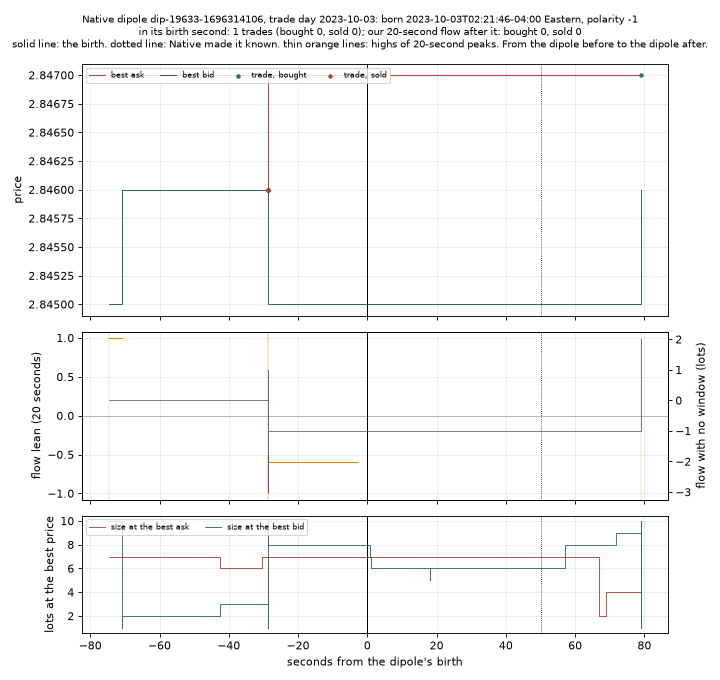 Native dipole dip-19633-1696314106, trade day 2023-10-03: born 2023-10-03T02:21:46-04:00 Eastern, polarity -1
in its birth second: 1 trades (bought 0, sold 0); our 20-second flow after it: bought 0, sold 0
solid line: the birth. dotted line: Native made it known. thin orange lines: highs of 20-second peaks. From the dipole before to the dipole after.
best ask
best bid
trade, bought
trade, sold
2.84700
2.84675
2.84650
2.84625
2.84600
2.84575
2.84550
2.84525
2.84500
price
1.0
0.5
0.0
−0.5
−1.0
flow lean (20 seconds)
2
1
0
−1
−2
−3
flow with no window (lots)
size at the best ask
size at the best bid
10
8
6
4
2
lots at the best price
−80
−60
−40
−20
0
20
40
60
80
seconds from the dipole's birth